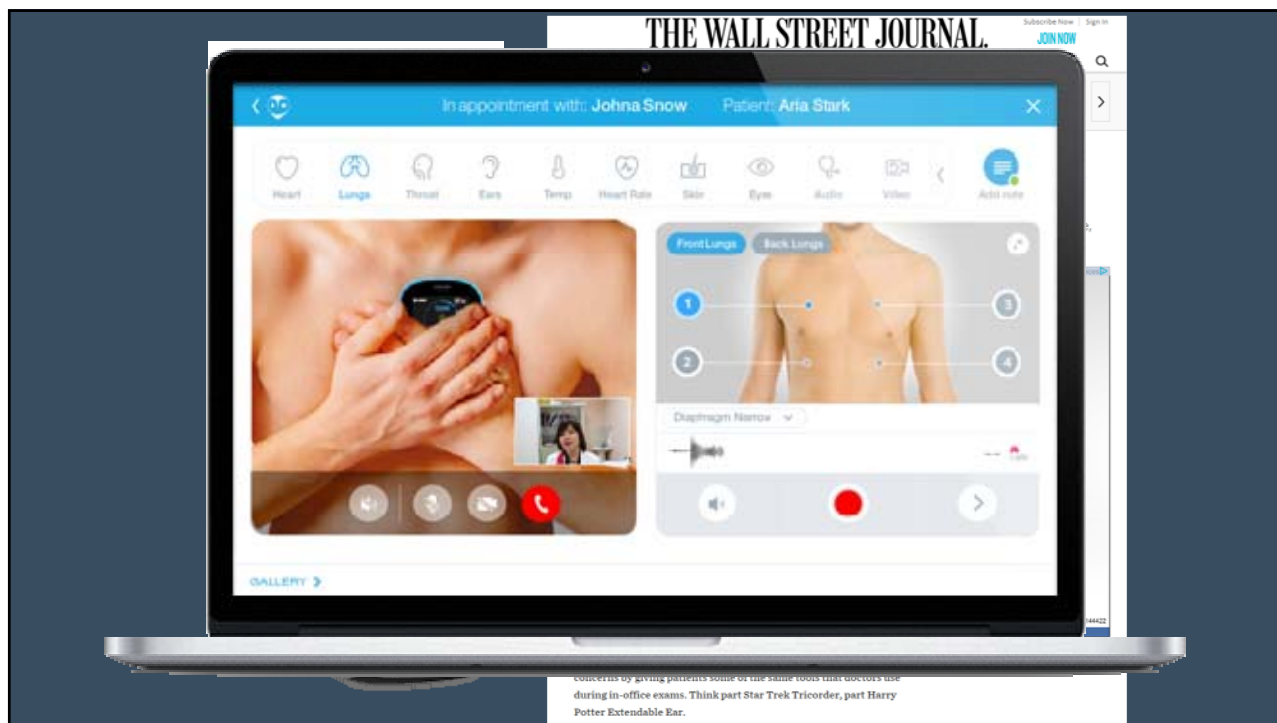 THE WALL STREET JOURNAL.
Subscribe Now | Sign In
JOIN NOW
In appointment with: Johna Snow Patient: Aria Stark
Heart Lungs Throat Ears Temp Heart Rate Skin Eyes Audio Video Add note
Front Lungs Back Lungs
1 3
2 4
Diaphragm Narrow
GALLERY
144422
concerns by giving patients some of the same tools that doctors use
during in-office exams. Think part Star Trek Tricorder, part Harry
Potter Extendable Ear.